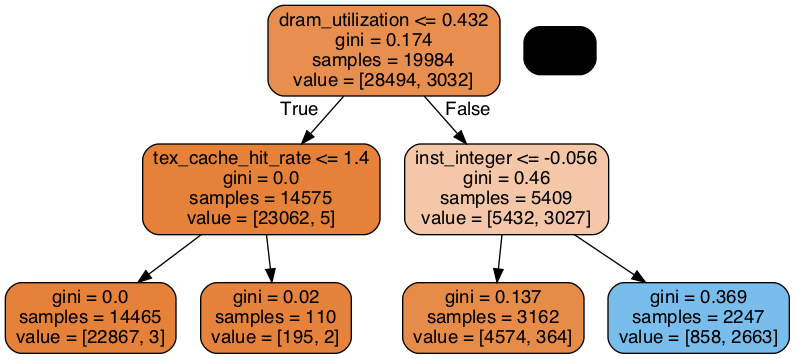 dram_utilization <= 0.432
gini = 0.174
samples = 19984
value = [28494, 3032]
True
False
tex_cache_hit_rate <= 1.4
gini = 0.0
samples = 14575
value = [23062, 5]
inst_integer <= -0.056
gini = 0.46
samples = 5409
value = [5432, 3027]
gini = 0.0
samples = 14465
value = [22867, 3]
gini = 0.02
samples = 110
value = [195, 2]
gini = 0.137
samples = 3162
value = [4574, 364]
gini = 0.369
samples = 2247
value = [858, 2663]